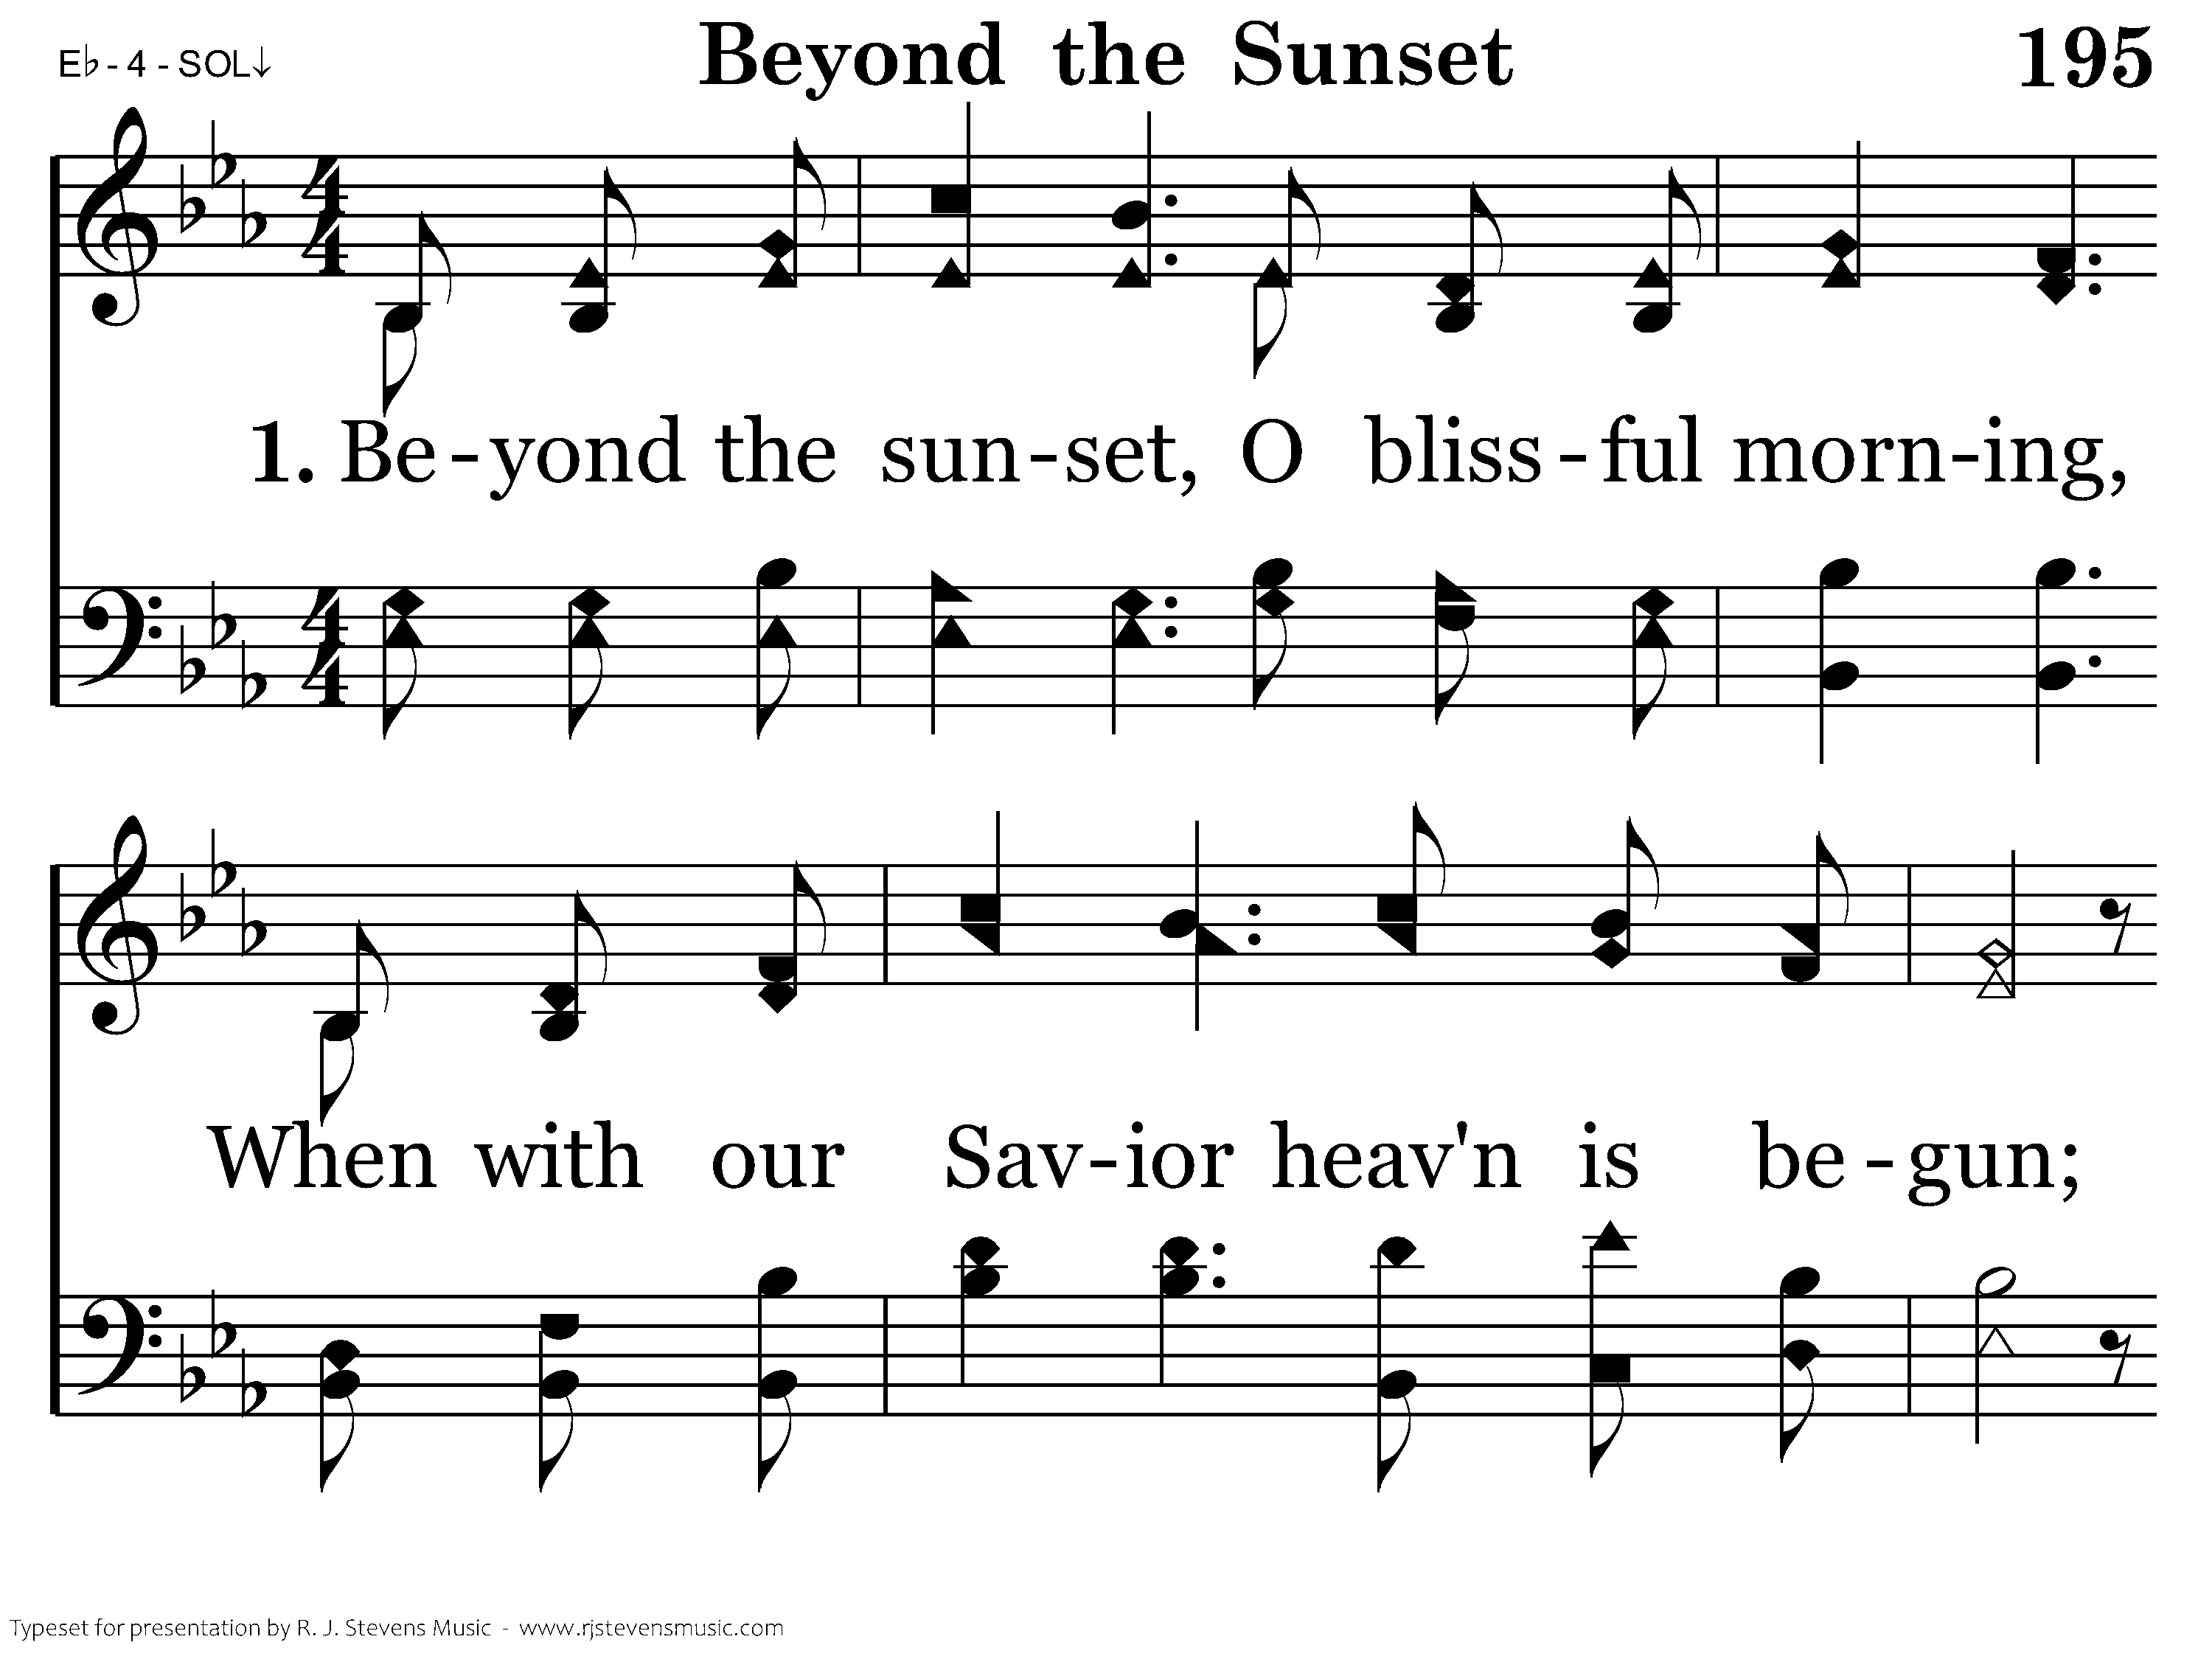 E♭ - 4 - SOL↓ Beyond the Sunset 195
1. Be - yond the sun - set, O bliss - ful morn - ing,
When with our Sav - ior heav'n is be - gun;
Typeset for presentation by R. J. Stevens Music - www.rjstevensmusic.com